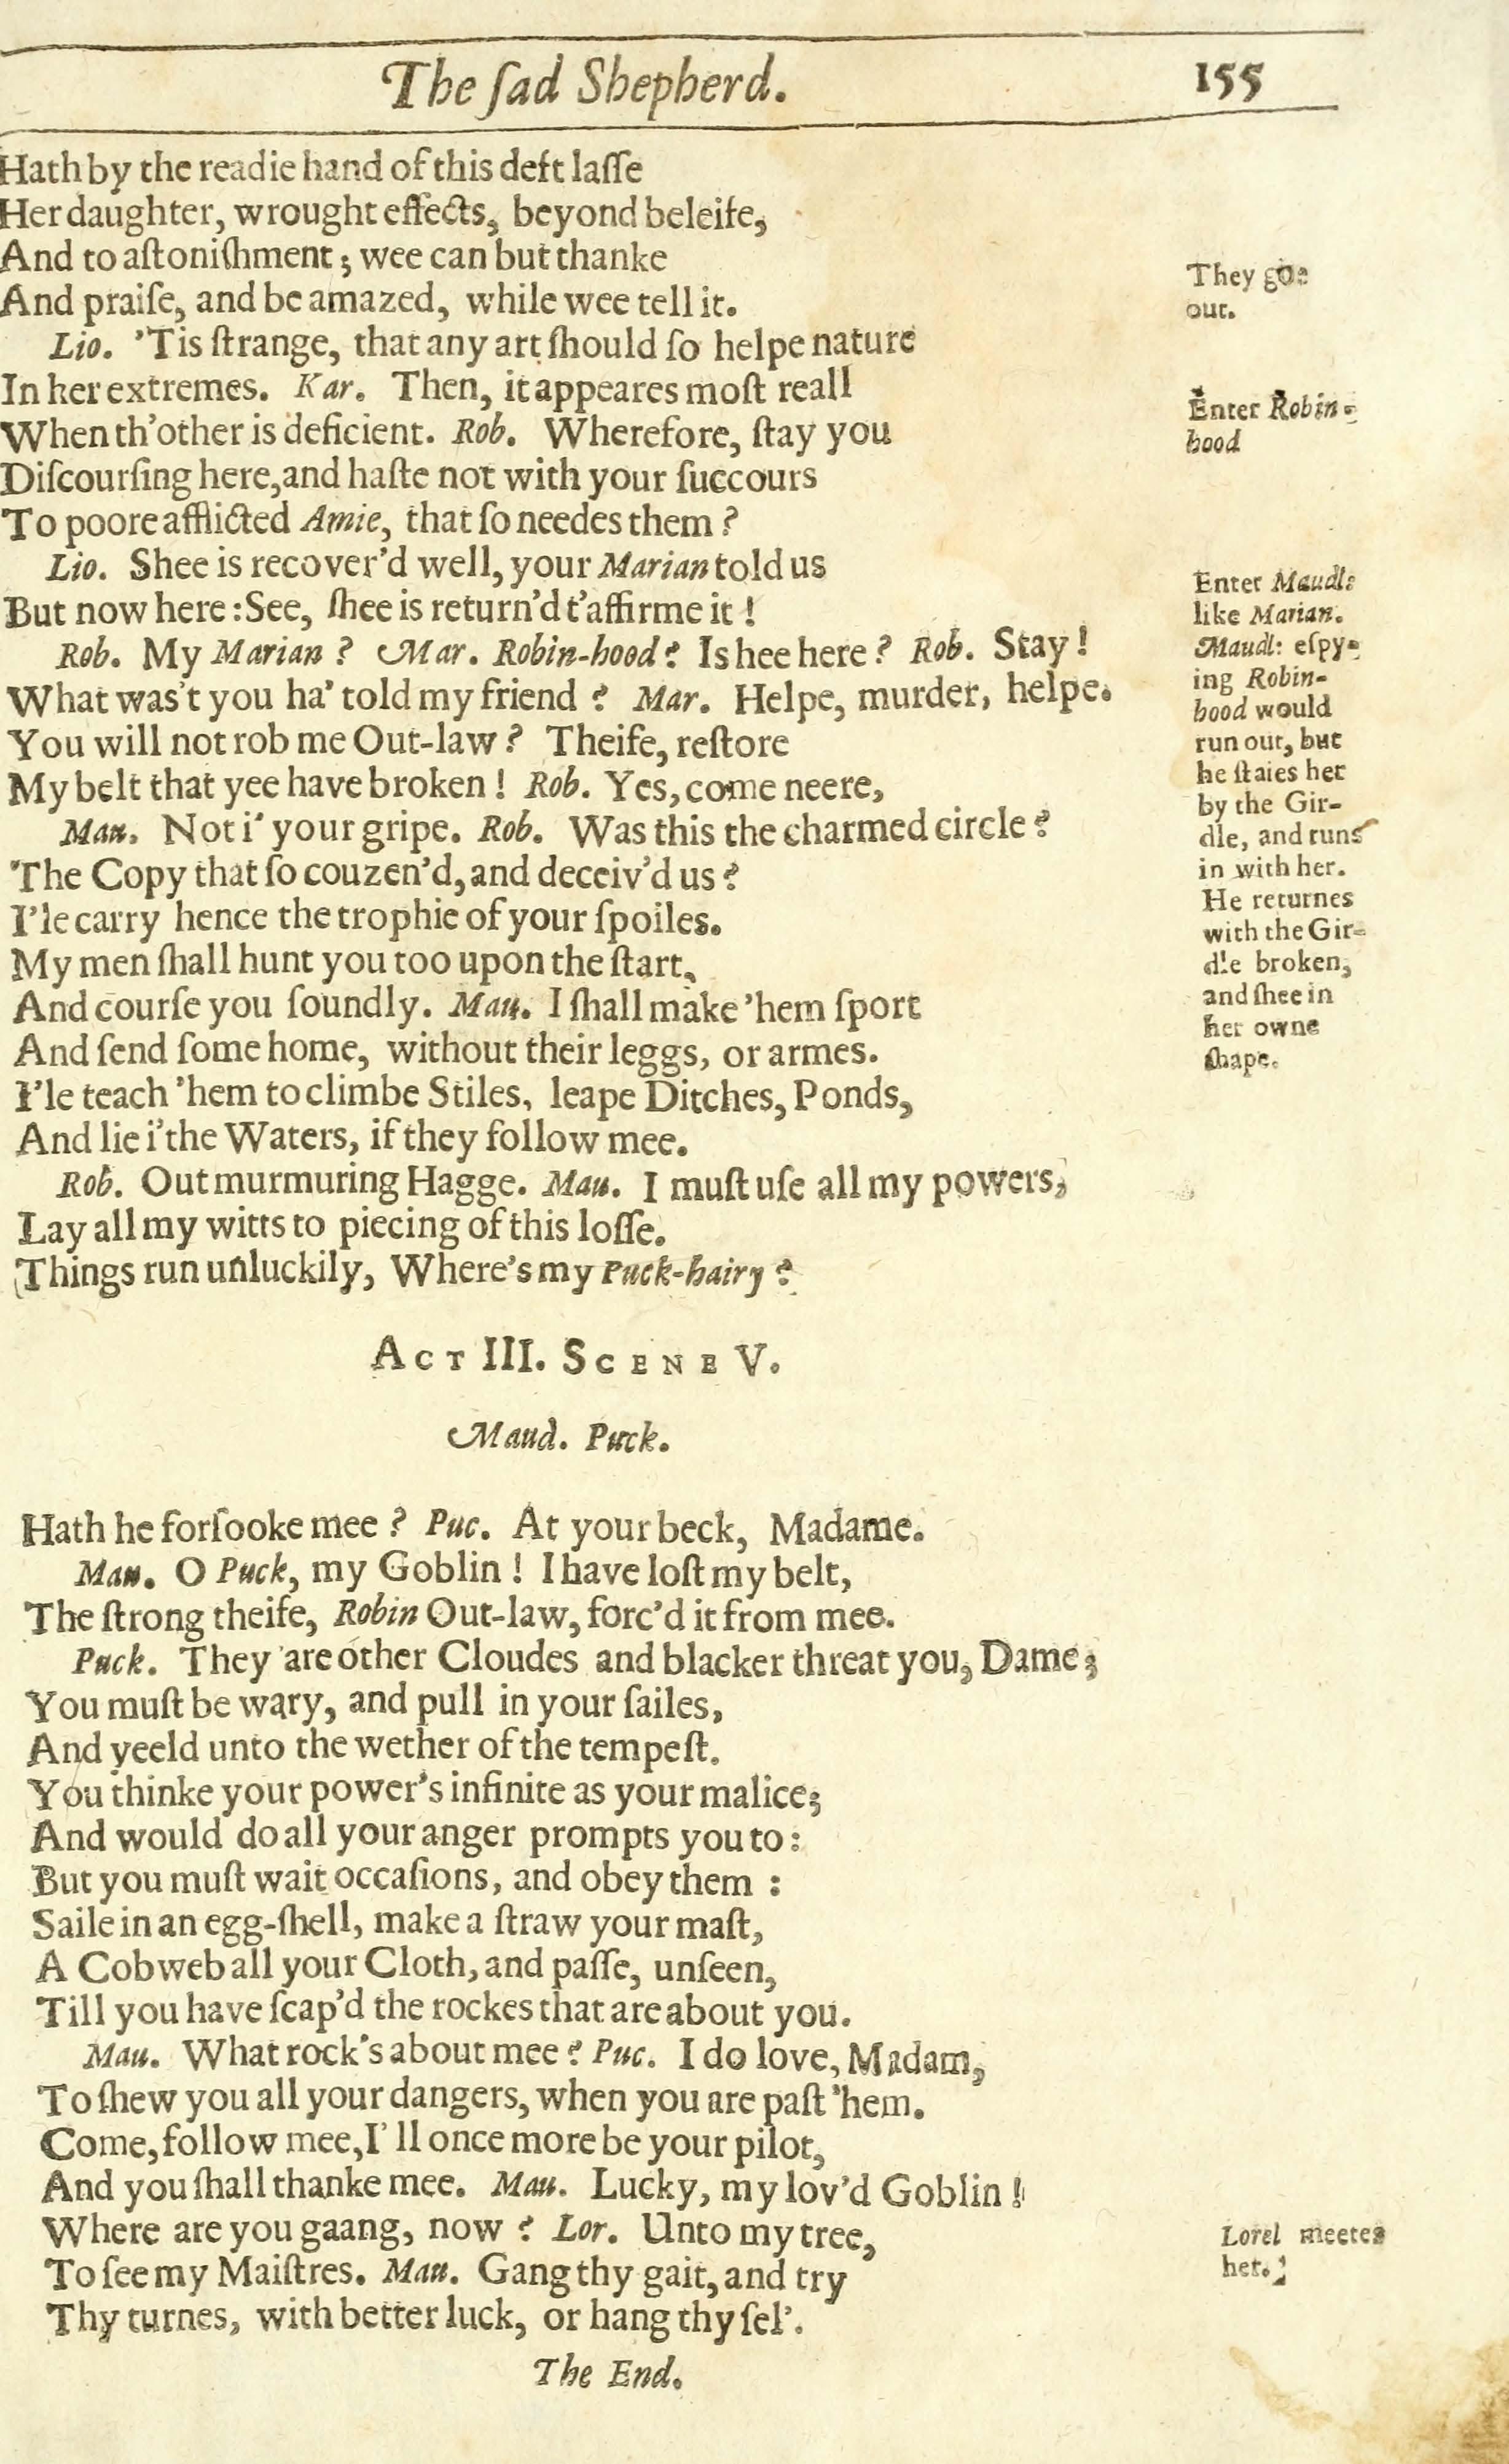 The ſad Shepherd. 155
Hath by the readie hand of this deft laſſe
Her daughter, wrought effects, beyond beleife,
And to aſtoniſhment; wee can but thanke
And praiſe, and be amazed, while wee tell it.
They goe
out.
Lio. 'Tis ſtrange, that any art ſhould ſo helpe nature
In her extremes. Kar. Then, it appeares moſt reall
When th'other is deficient. Rob. Wherefore, ſtay you
Enter Robin-
hood
Diſcourſing here, and haſte not with your ſuccours
To poore afflicted Amie, that ſo needes them?
Lio. Shee is recover'd well, your Marian told us
But now here: See, ſhee is return'd t'affirme it!
Rob. My Marian? Mar. Robin-hood? Is hee here? Rob. Stay!
What was't you ha' told my friend? Mar. Helpe, murder, helpe.
You will not rob me Out-law? Theife, reſtore
My belt that yee have broken! Rob. Yes, come neere,
Mau. Not i' your gripe. Rob. Was this the charmed circle?
The Copy that ſo couzen'd, and deceiv'd us?
I'le carry hence the trophie of your ſpoiles.
My men ſhall hunt you too upon the ſtart,
And courſe you ſoundly. Mau. I ſhall make 'hem ſport
And ſend ſome home, without their leggs, or armes.
I'le teach 'hem to climbe Stiles, leape Ditches, Ponds,
And lie i'the Waters, if they follow mee.
Enter Maudl:
like Marian.
Maudl: eſpy-
ing Robin-
hood would
run out, but
he ſtaies her
by the Gir-
dle, and runs
in with her.
He returnes
with the Gir-
dle broken,
and ſhee in
her owne
ſhape.
Rob. Out murmuring Hagge. Mau. I muſt uſe all my powers,
Lay all my witts to piecing of this loſſe.
Things run unluckily, Where's my Puck-hairy?
ACT III. SCENE V.
Maud. Puck.
Hath he forſooke mee? Puc. At your beck, Madame.
Mau. O Puck, my Goblin! I have loſt my belt,
The ſtrong theife, Robin Out-law, forc'd it from mee.
Puck. They are other Cloudes and blacker threat you, Dame;
You muſt be wary, and pull in your ſailes,
And yeeld unto the wether of the tempeſt.
You thinke your power's infinite as your malice;
And would do all your anger prompts you to:
But you muſt wait occaſions, and obey them:
Saile in an egg-ſhell, make a ſtraw your maſt,
A Cobweb all your Cloth, and paſſe, unſeen,
Till you have ſcap'd the rockes that are about you.
Mau. What rock's about mee? Puc. I do love, Madam,
To ſhew you all your dangers, when you are paſt 'hem.
Come, follow mee, I'll once more be your pilot,
And you ſhall thanke mee. Mau. Lucky, my lov'd Goblin!
Where are you gaang, now? Lor. Unto my tree,
Lorel meetes
her.
To ſee my Maiſtres. Mau. Gang thy gait, and try
Thy turnes, with better luck, or hang thy ſel'.
The End.